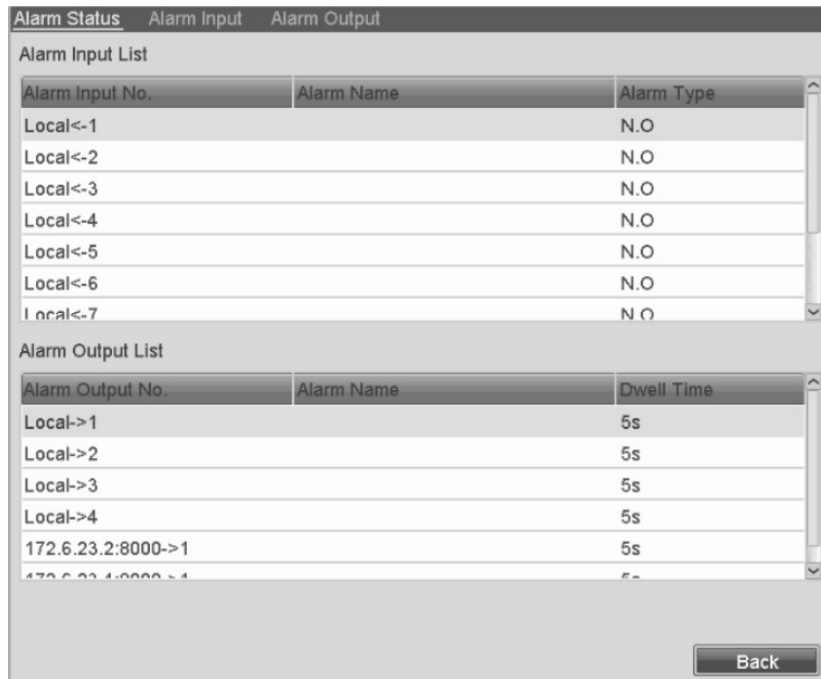 Alarm Status Alarm Input Alarm Output
Alarm Input List
Alarm Input No. Alarm Name Alarm Type
Local<-1 N.O
Local<-2 N.O
Local<-3 N.O
Local<-4 N.O
Local<-5 N.O
Local<-6 N.O
Local<-7 N.O
Alarm Output List
Alarm Output No. Alarm Name Dwell Time
Local->1 5s
Local->2 5s
Local->3 5s
Local->4 5s
172.6.23.2:8000->1 5s
Back